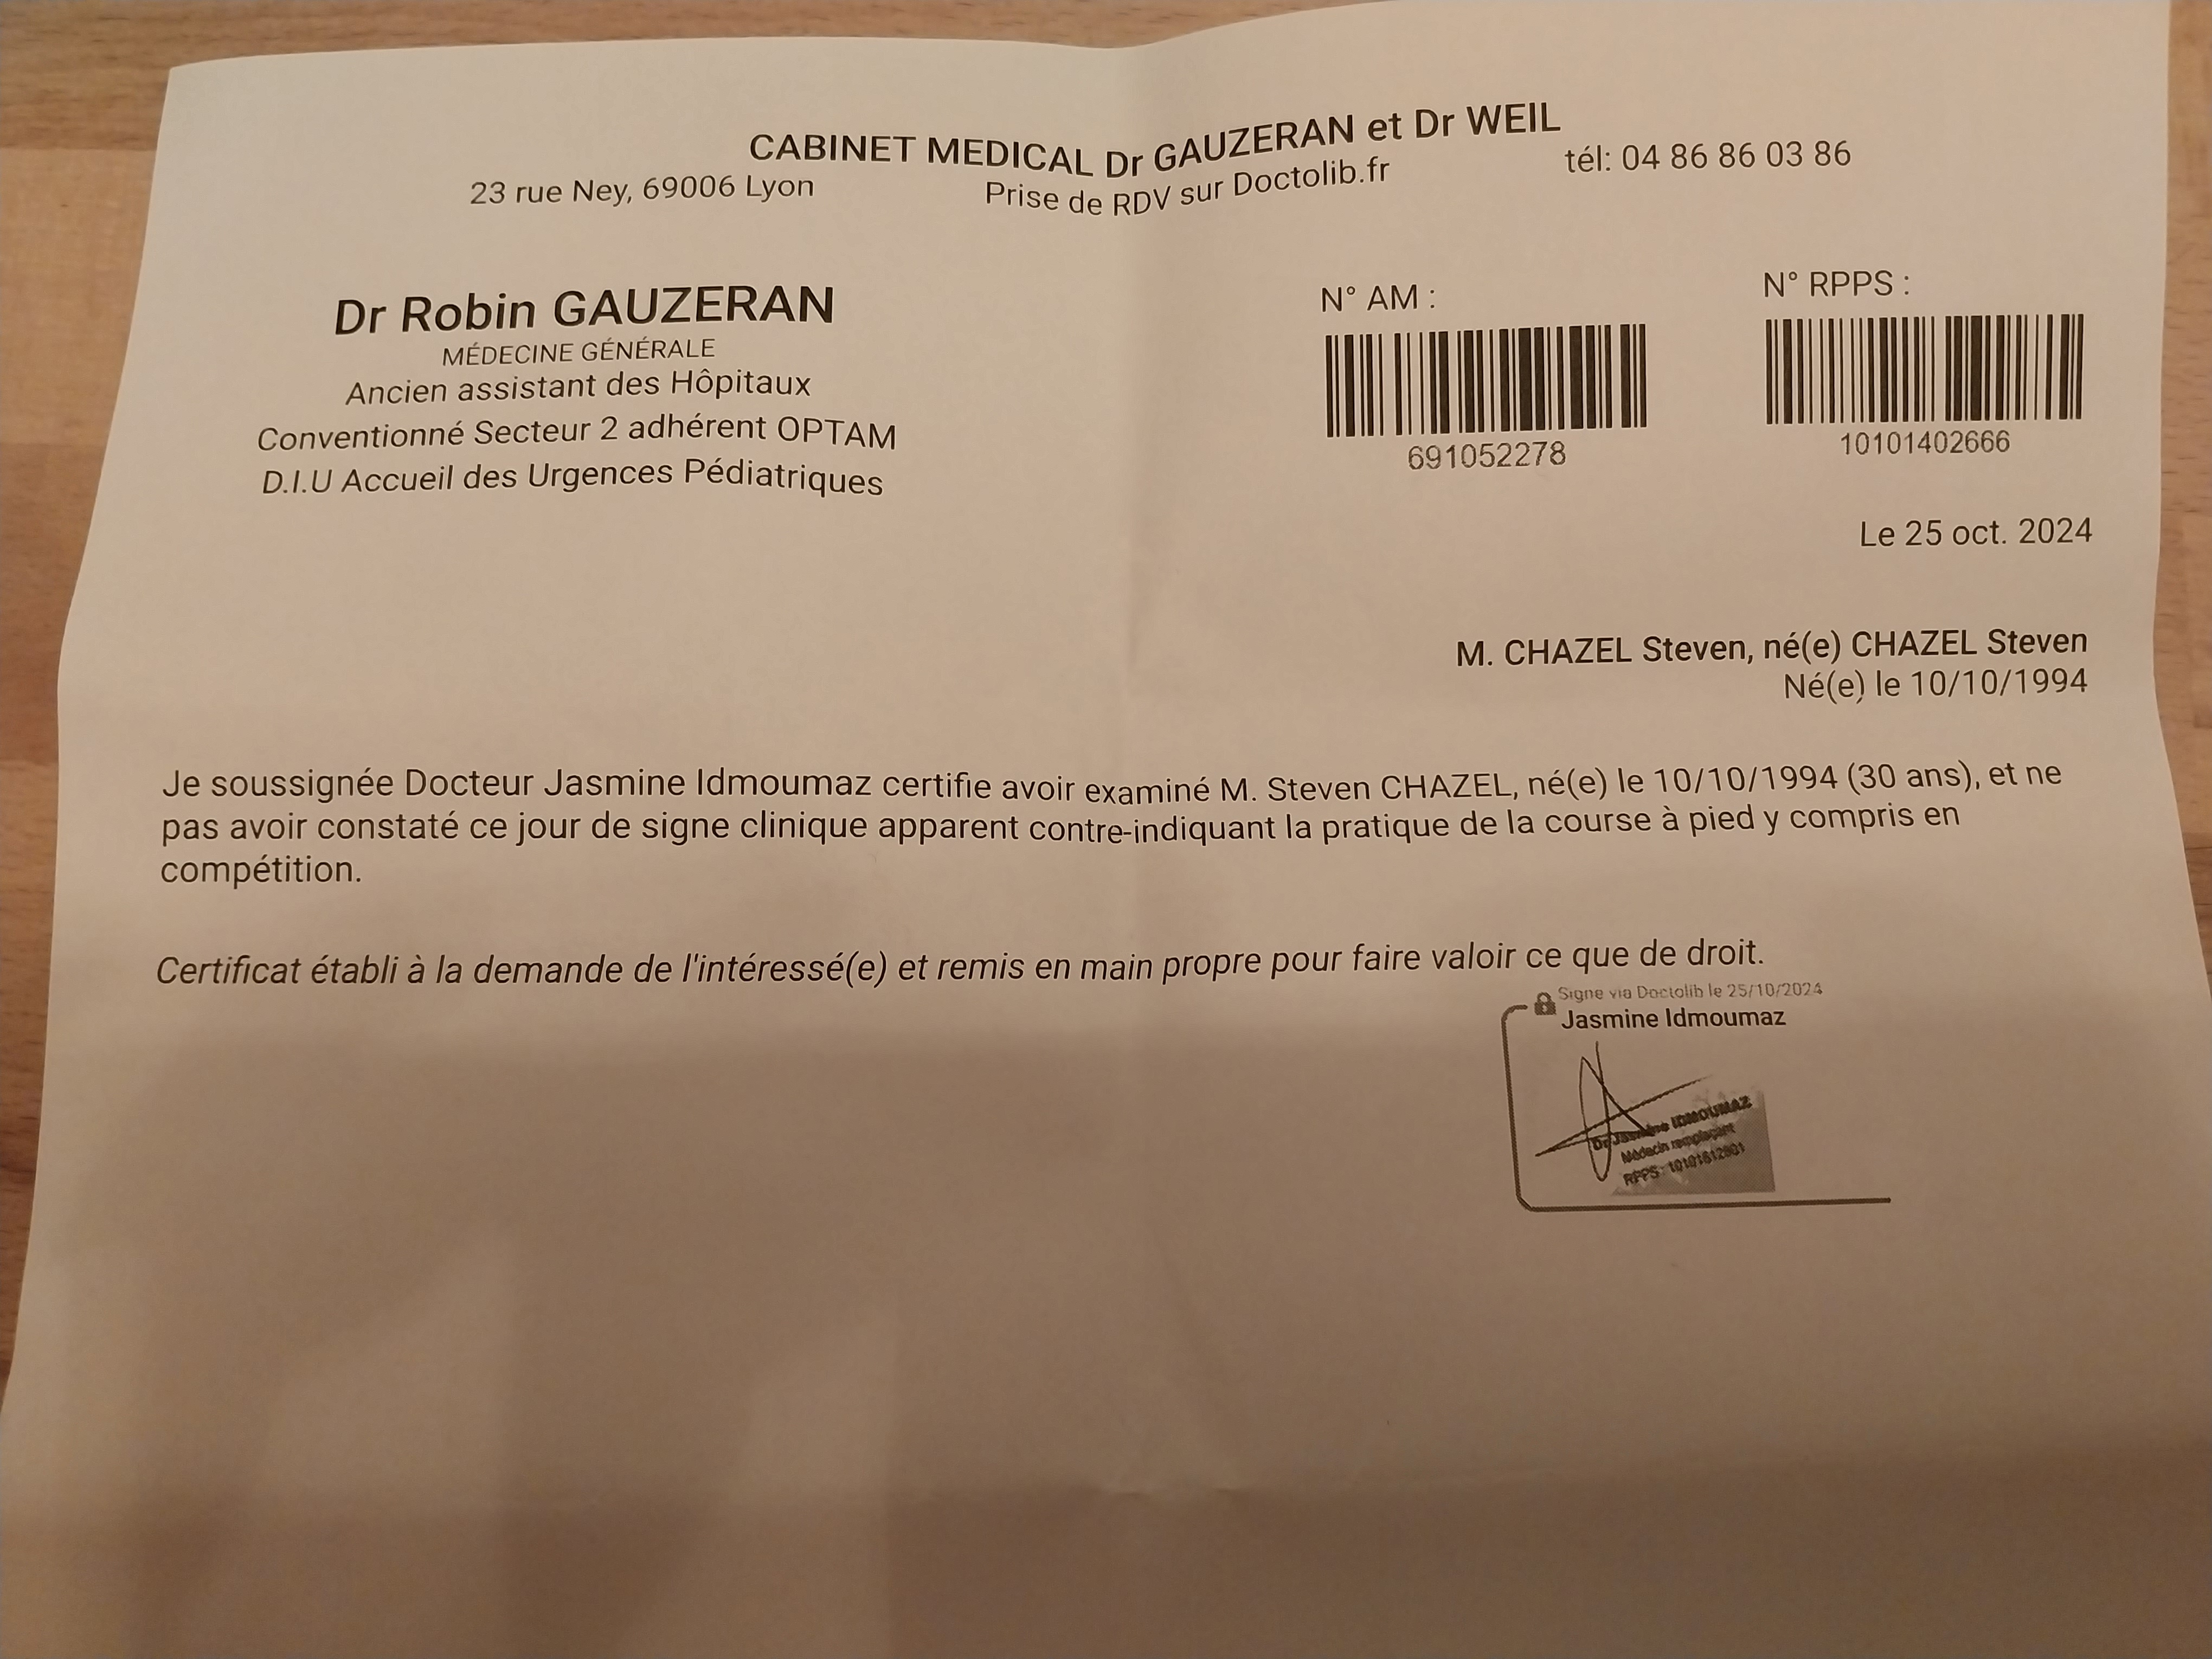 CABINET MEDICAL Dr GAUZERAN et Dr WEIL
23 rue Ney, 69006 Lyon Prise de RDV sur Doctolib.fr tél: 04 86 86 03 86
Dr Robin GAUZERAN
MÉDECINE GÉNÉRALE
Ancien assistant des Hôpitaux
Conventionné Secteur 2 adhérent OPTAM
D.I.U Accueil des Urgences Pédiatriques
N° AM :
691052278
N° RPPS :
10101402666
Le 25 oct. 2024
M. CHAZEL Steven, né(e) CHAZEL Steven
Né(e) le 10/10/1994
Je soussignée Docteur Jasmine Idmoumaz certifie avoir examiné M. Steven CHAZEL, né(e) le 10/10/1994 (30 ans), et ne
pas avoir constaté ce jour de signe clinique apparent contre-indiquant la pratique de la course à pied y compris en
compétition.
Certificat établi à la demande de l'intéressé(e) et remis en main propre pour faire valoir ce que de droit.
Signe via Doctolib le 25/10/2024
Jasmine Idmoumaz
Dr Jasmine IDMOUMAZ
Médecin remplaçant
RPPS :